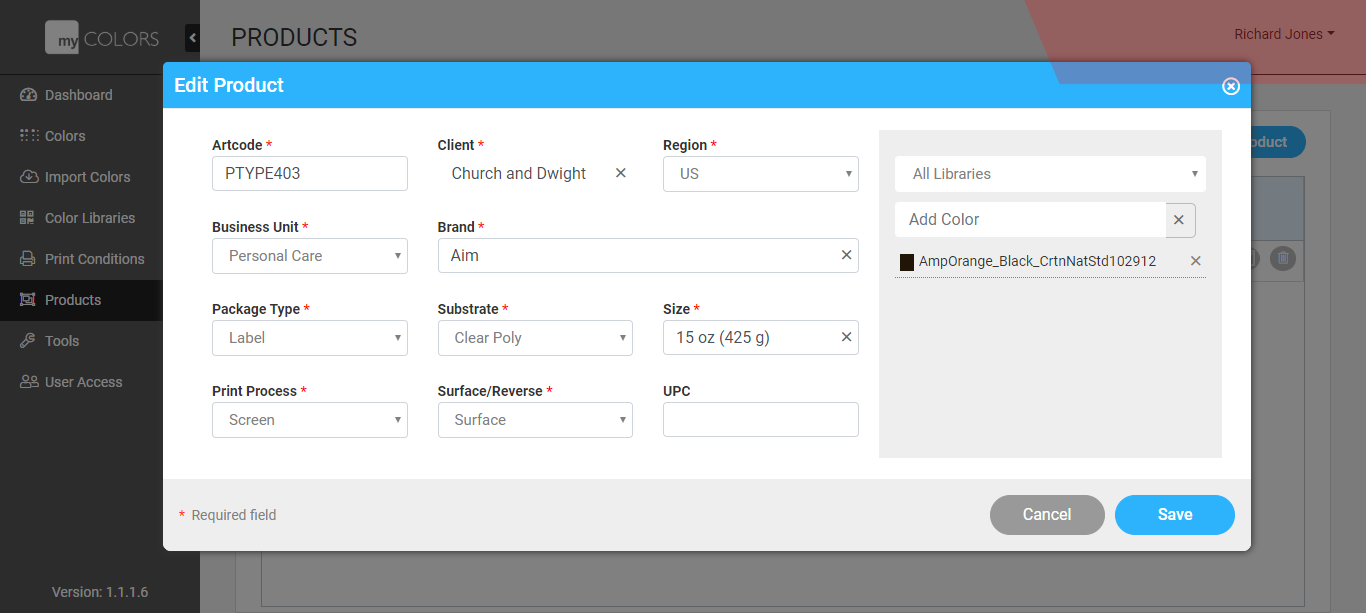 my COLORS
PRODUCTS
Richard Jones
Dashboard
Colors
Import Colors
Color Libraries
Print Conditions
Products
Tools
User Access
Version: 1.1.1.6
oduct
Edit Product
Artcode *
PTYPE403
Client *
Church and Dwight
Region *
US
Business Unit *
Personal Care
Brand *
Aim
Package Type *
Label
Substrate *
Clear Poly
Size *
15 oz (425 g)
Print Process *
Screen
Surface/Reverse *
Surface
UPC
All Libraries
Add Color
AmpOrange_Black_CrtnNatStd102912
* Required field
Cancel
Save